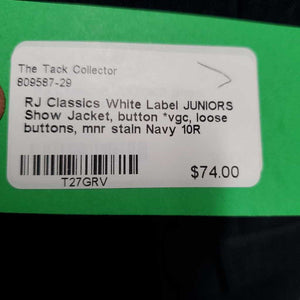 The Tack Collector
809587-29
RJ Classics White Label JUNIORS
Show Jacket, button *vgc, loose
buttons, mnr stain Navy 10R
T27GRV
$74.00